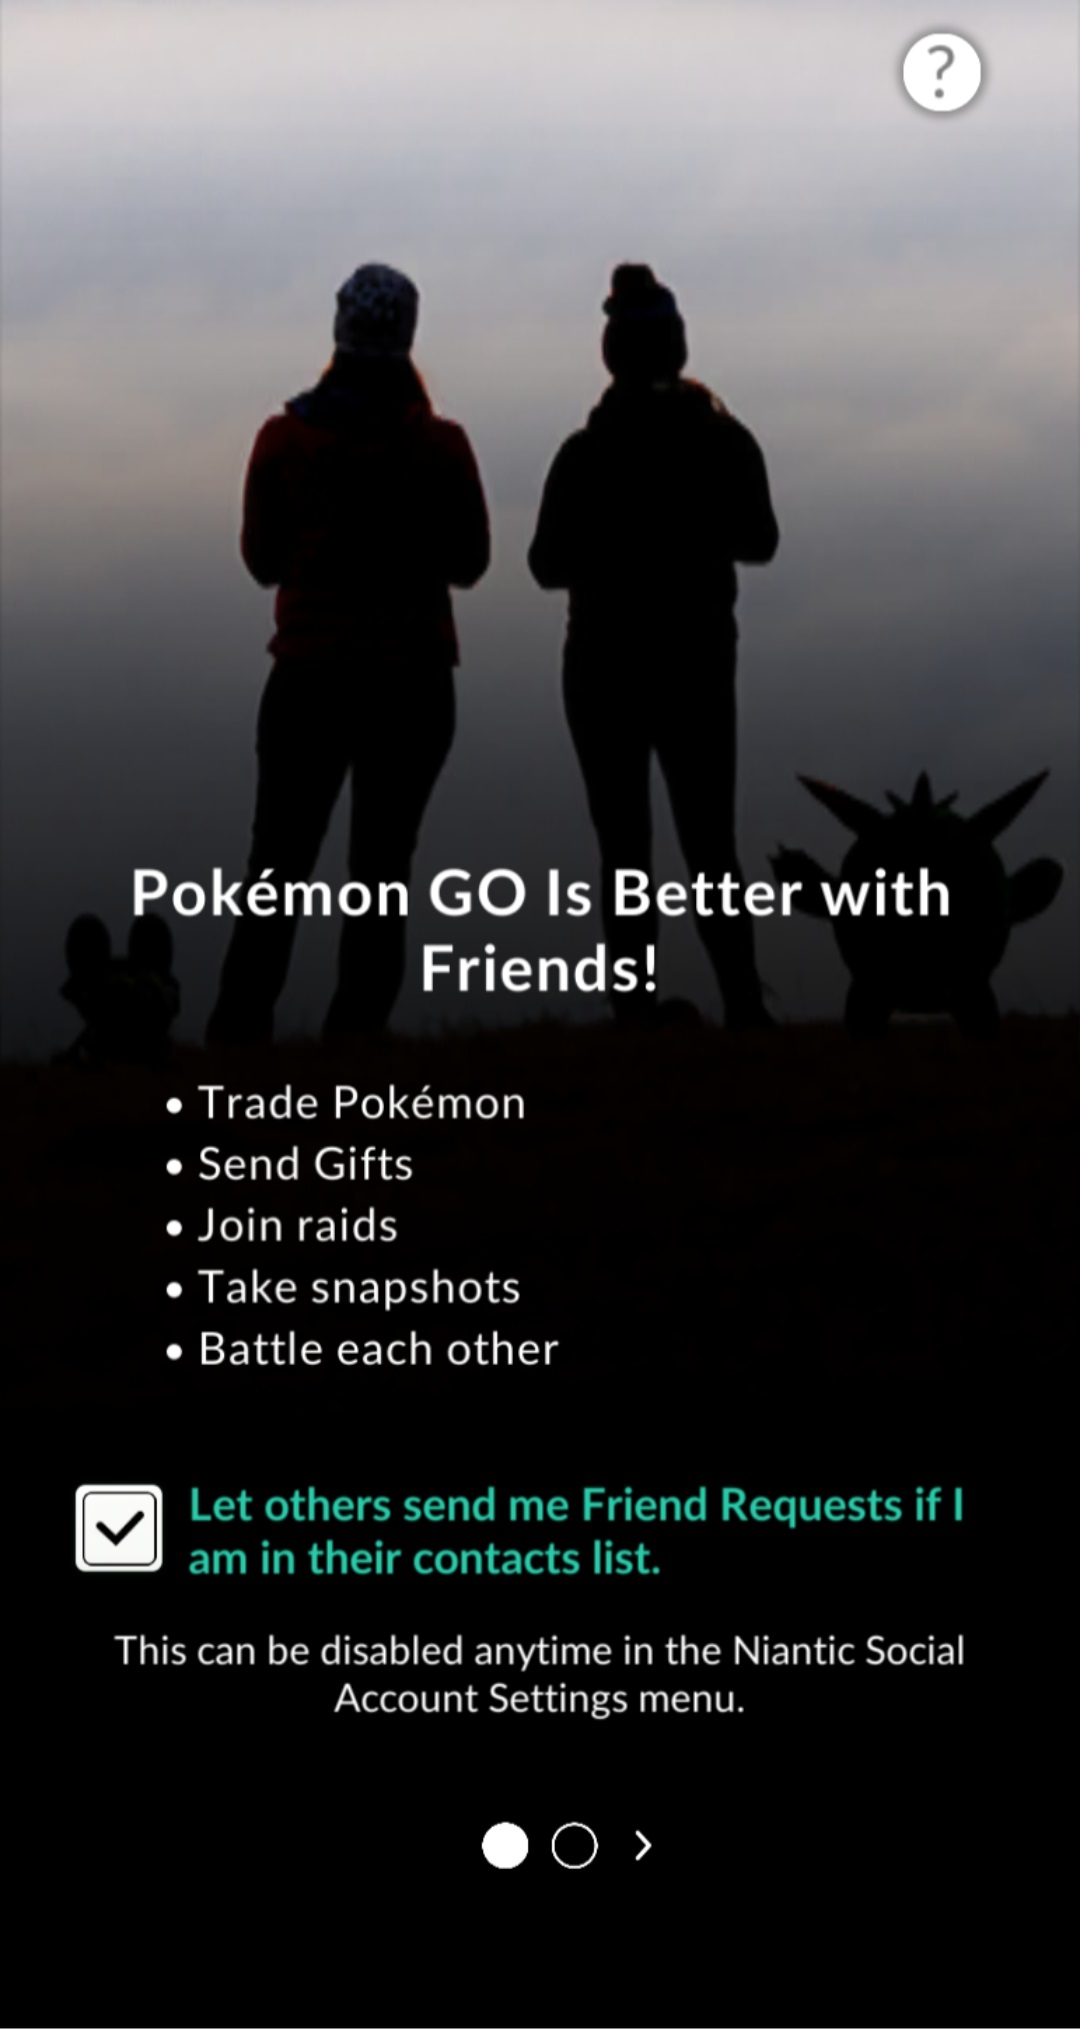 ?
Pokémon GO Is Better with
Friends!
• Trade Pokémon
• Send Gifts
• Join raids
• Take snapshots
• Battle each other
Let others send me Friend Requests if I
am in their contacts list.
This can be disabled anytime in the Niantic Social
Account Settings menu.